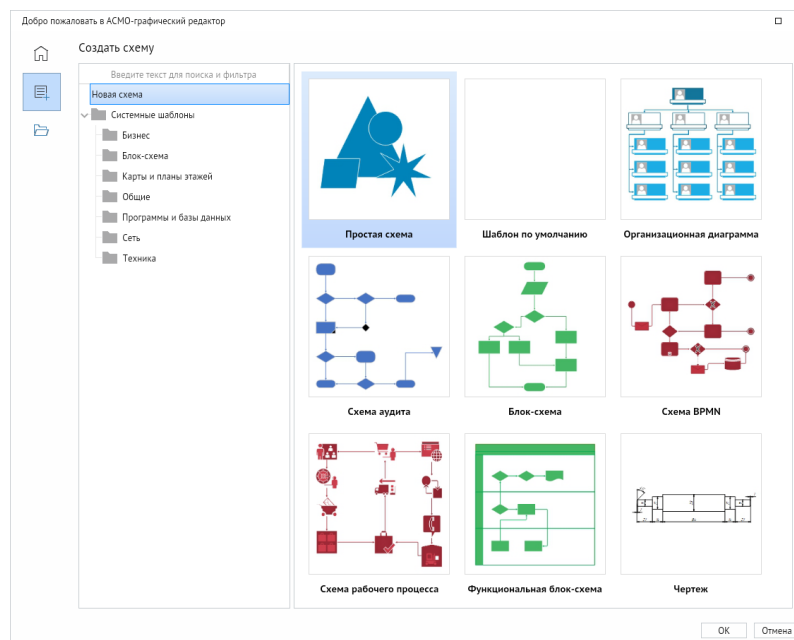 Добро пожаловать в АСМО-графический редактор
Создать схему
Введите текст для поиска и фильтра
Новая схема
Системные шаблоны
Бизнес
Блок-схема
Карты и планы этажей
Общие
Программы и базы данных
Сеть
Техника
Простая схема
Шаблон по умолчанию
Организационная диаграмма
Схема аудита
Блок-схема
Схема BPMN
Схема рабочего процесса
Функциональная блок-схема
Чертеж
ОК
Отмена